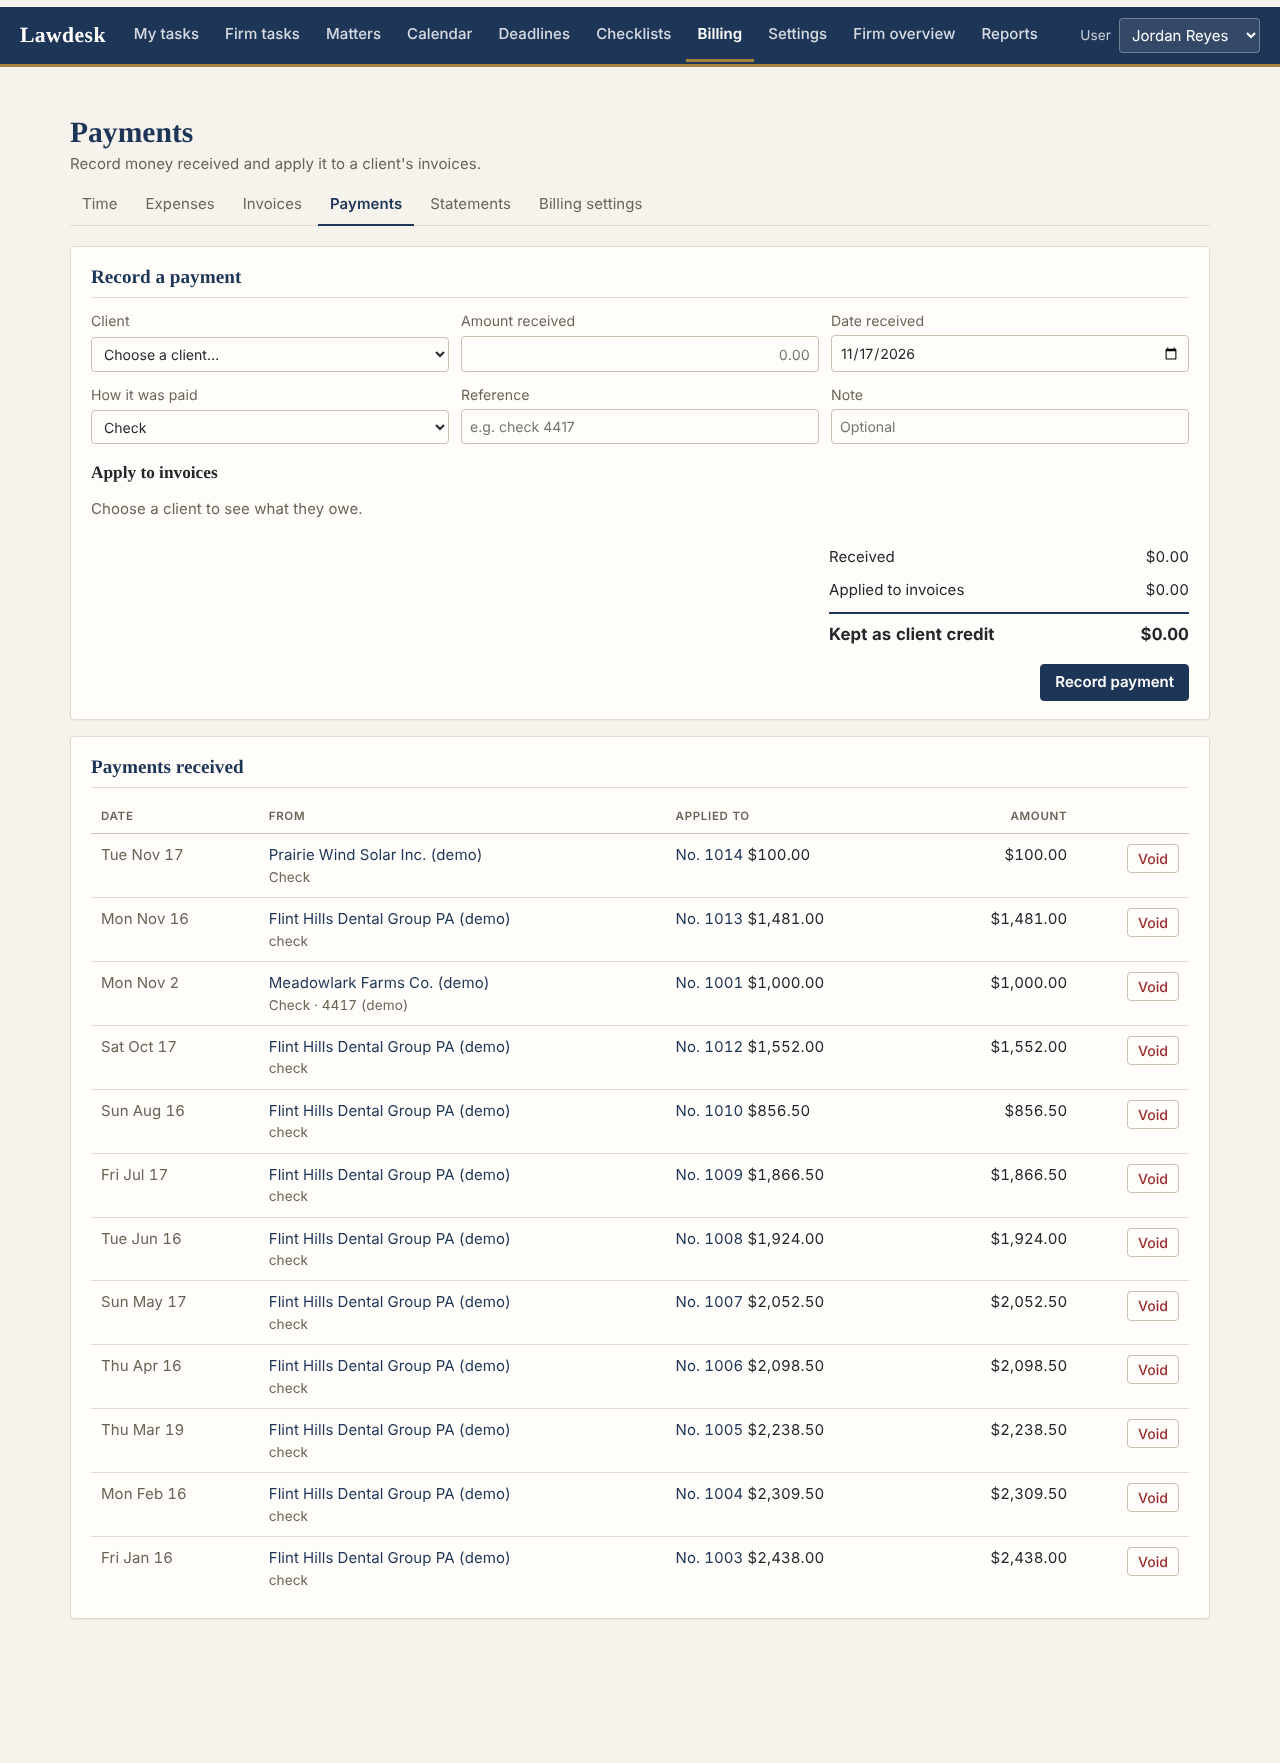 Lawdesk My tasks Firm tasks Matters Calendar Deadlines Checklists Billing Settings Firm overview Reports User Jordan Reyes
Payments
Record money received and apply it to a client's invoices.
Time Expenses Invoices Payments Statements Billing settings
Record a payment
Client Amount received Date received
Choose a client... 0.00 11/17/2026
How it was paid Reference Note
Check e.g. check 4417 Optional
Apply to invoices
Choose a client to see what they owe.
Received $0.00
Applied to invoices $0.00
Kept as client credit $0.00
Record payment
Payments received
DATE FROM APPLIED TO AMOUNT
Tue Nov 17 Prairie Wind Solar Inc. (demo) No. 1014 $100.00 $100.00 Void
Check
Mon Nov 16 Flint Hills Dental Group PA (demo) No. 1013 $1,481.00 $1,481.00 Void
check
Mon Nov 2 Meadowlark Farms Co. (demo) No. 1001 $1,000.00 $1,000.00 Void
Check · 4417 (demo)
Sat Oct 17 Flint Hills Dental Group PA (demo) No. 1012 $1,552.00 $1,552.00 Void
check
Sun Aug 16 Flint Hills Dental Group PA (demo) No. 1010 $856.50 $856.50 Void
check
Fri Jul 17 Flint Hills Dental Group PA (demo) No. 1009 $1,866.50 $1,866.50 Void
check
Tue Jun 16 Flint Hills Dental Group PA (demo) No. 1008 $1,924.00 $1,924.00 Void
check
Sun May 17 Flint Hills Dental Group PA (demo) No. 1007 $2,052.50 $2,052.50 Void
check
Thu Apr 16 Flint Hills Dental Group PA (demo) No. 1006 $2,098.50 $2,098.50 Void
check
Thu Mar 19 Flint Hills Dental Group PA (demo) No. 1005 $2,238.50 $2,238.50 Void
check
Mon Feb 16 Flint Hills Dental Group PA (demo) No. 1004 $2,309.50 $2,309.50 Void
check
Fri Jan 16 Flint Hills Dental Group PA (demo) No. 1003 $2,438.00 $2,438.00 Void
check